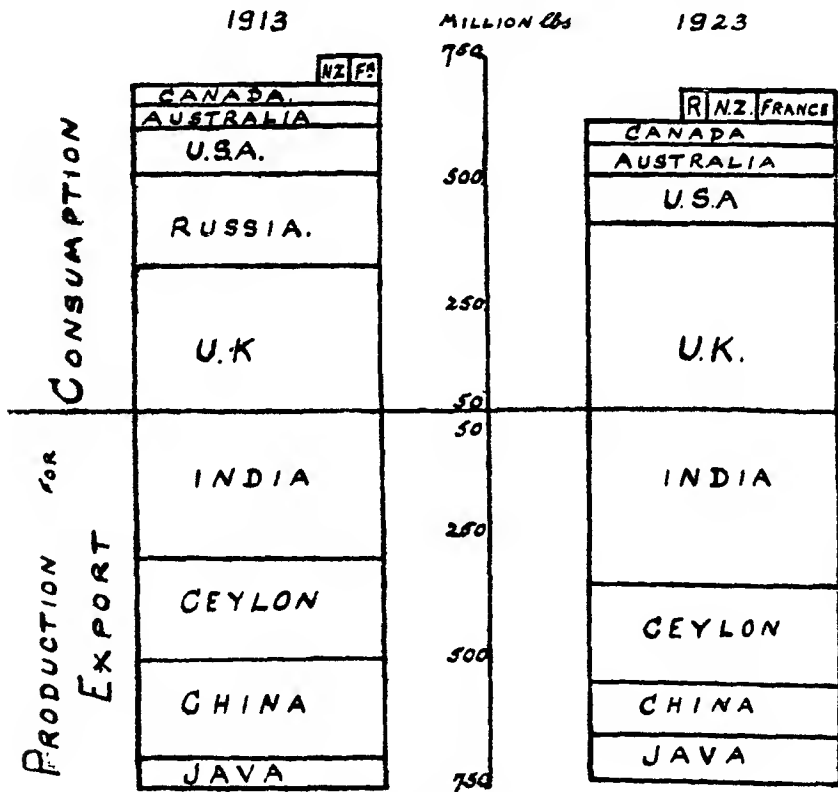 1913
MILLION lbs
1923
NZ FR
CANADA.
AUSTRALIA
U.S.A.
RUSSIA.
U.K
CONSUMPTION
750
500
250
50
50
250
500
750
R N.Z. FRANCE
CANADA
AUSTRALIA
U.S.A
U.K.
PRODUCTION FOR
EXPORT
INDIA
CEYLON
CHINA
JAVA
INDIA
CEYLON
CHINA
JAVA